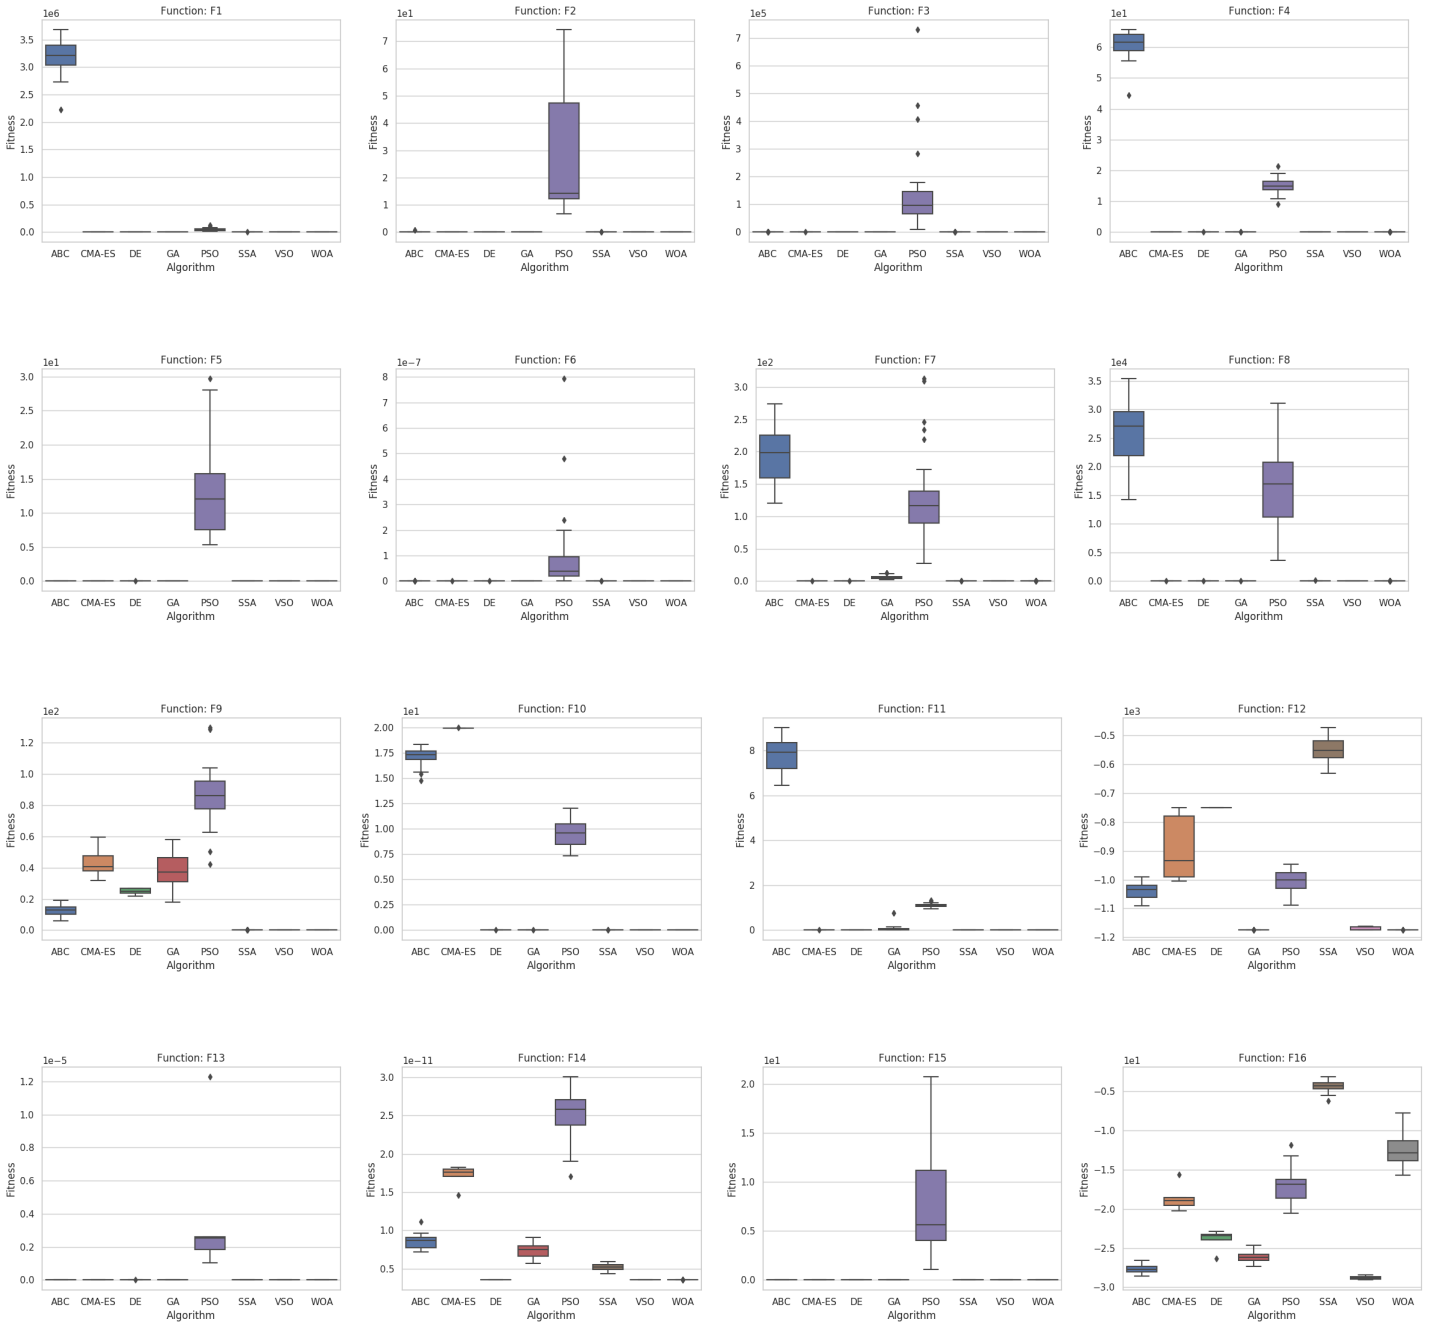 Function: F1
1e6
Fitness
3.5
3.0
2.5
2.0
1.5
1.0
0.5
0.0
ABC CMA-ES DE GA PSO SSA VSO WOA
Algorithm
Function: F2
1e1
Fitness
7
6
5
4
3
2
1
0
ABC CMA-ES DE GA PSO SSA VSO WOA
Algorithm
Function: F3
1e5
Fitness
7
6
5
4
3
2
1
0
ABC CMA-ES DE GA PSO SSA VSO WOA
Algorithm
Function: F4
1e1
Fitness
6
5
4
3
2
1
0
ABC CMA-ES DE GA PSO SSA VSO WOA
Algorithm
Function: F5
1e1
Fitness
3.0
2.5
2.0
1.5
1.0
0.5
0.0
ABC CMA-ES DE GA PSO SSA VSO WOA
Algorithm
Function: F6
1e−7
Fitness
8
7
6
5
4
3
2
1
0
ABC CMA-ES DE GA PSO SSA VSO WOA
Algorithm
Function: F7
1e2
Fitness
3.0
2.5
2.0
1.5
1.0
0.5
0.0
ABC CMA-ES DE GA PSO SSA VSO WOA
Algorithm
Function: F8
1e4
Fitness
3.5
3.0
2.5
2.0
1.5
1.0
0.5
0.0
ABC CMA-ES DE GA PSO SSA VSO WOA
Algorithm
Function: F9
1e2
Fitness
1.2
1.0
0.8
0.6
0.4
0.2
0.0
ABC CMA-ES DE GA PSO SSA VSO WOA
Algorithm
Function: F10
1e1
Fitness
2.00
1.75
1.50
1.25
1.00
0.75
0.50
0.25
0.00
ABC CMA-ES DE GA PSO SSA VSO WOA
Algorithm
Function: F11
Fitness
8
6
4
2
0
ABC CMA-ES DE GA PSO SSA VSO WOA
Algorithm
Function: F12
1e3
Fitness
−0.5
−0.6
−0.7
−0.8
−0.9
−1.0
−1.1
−1.2
ABC CMA-ES DE GA PSO SSA VSO WOA
Algorithm
Function: F13
1e−5
Fitness
1.2
1.0
0.8
0.6
0.4
0.2
0.0
ABC CMA-ES DE GA PSO SSA VSO WOA
Algorithm
Function: F14
1e−11
Fitness
3.0
2.5
2.0
1.5
1.0
0.5
ABC CMA-ES DE GA PSO SSA VSO WOA
Algorithm
Function: F15
1e1
Fitness
2.0
1.5
1.0
0.5
0.0
ABC CMA-ES DE GA PSO SSA VSO WOA
Algorithm
Function: F16
1e1
Fitness
−0.5
−1.0
−1.5
−2.0
−2.5
−3.0
ABC CMA-ES DE GA PSO SSA VSO WOA
Algorithm